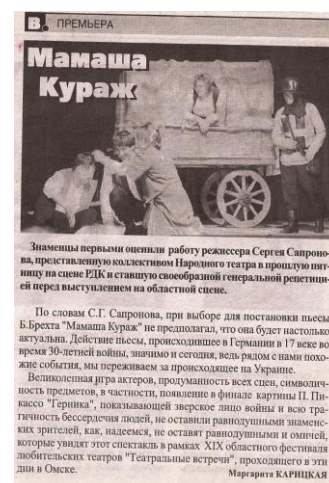 В. ПРЕМЬЕРА
Мамаша
Кураж
Знаменцы первыми оценили работу режиссера Сергея Сапроно-
ва, представленную коллективом Народного театра в прошлую пят-
ницу на сцене РДК и ставшую своеобразной генеральной репетици-
ей перед выступлением на областной сцене.
По словам С.Г. Сапронова, при выборе для постановки пьесы
Б.Брехта "Мамаша Кураж" не предполагал, что она будет настолько
актуальна. Действие пьесы, происходившее в Германии в 17 веке во
время 30-летней войны, значимо и сегодня, ведь рядом с нами похо-
жие события, мы переживаем за происходящее на Украине.
Великолепная игра актеров, продуманность всех сцен, символич-
ность предметов, в частности, появление в финале картины П. Пи-
кассо "Герника", показывающей зверское лицо войны и всю тра-
гичность бессердечия людей, не оставили равнодушными знаменс-
ких зрителей, как, надеемся, не оставят равнодушными и омичей,
которые увидят этот спектакль в рамках XIX областного фестиваля
любительских театров "Театральные встречи", проходящего в эти
дни в Омске.
Маргарита КАРИЦКАЯ